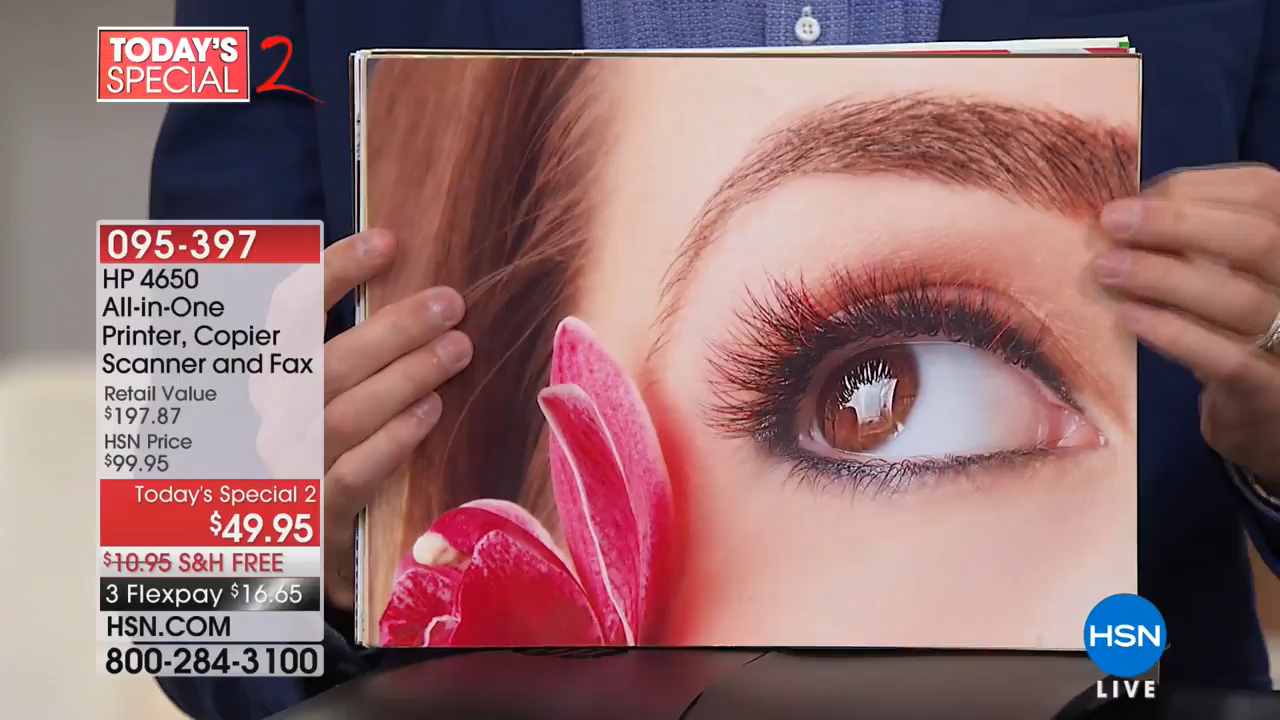 TODAY'S
SPECIAL 2
095-397
HP 4650
All-in-One
Printer, Copier
Scanner and Fax
Retail Value
$197.87
HSN Price
$99.95
Today's Special 2
$49.95
$10.95 S&H FREE
3 Flexpay $16.65
HSN.COM
800-284-3100
HSN
LIVE